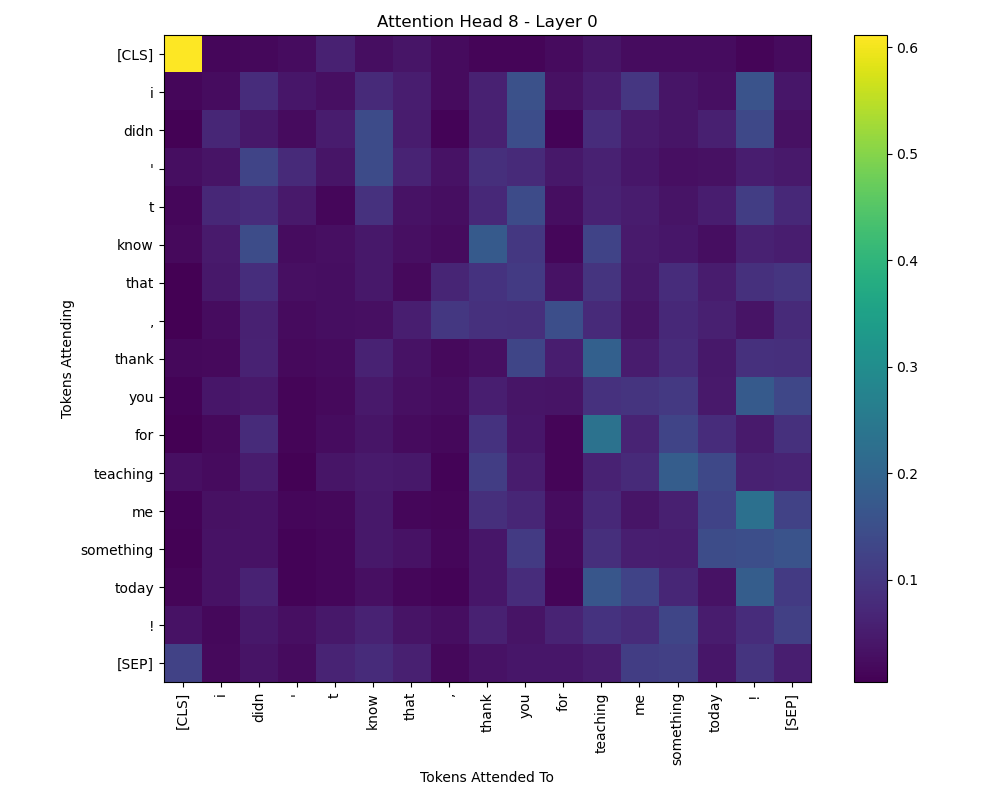 Attention Head 8 - Layer 0
Tokens Attending
[CLS]
i
didn
'
t
know
that
,
thank
you
for
teaching
me
something
today
!
[SEP]
[CLS]
i
didn
'
t
know
that
,
thank
you
for
teaching
me
something
today
!
[SEP]
Tokens Attended To
0.6
0.5
0.4
0.3
0.2
0.1